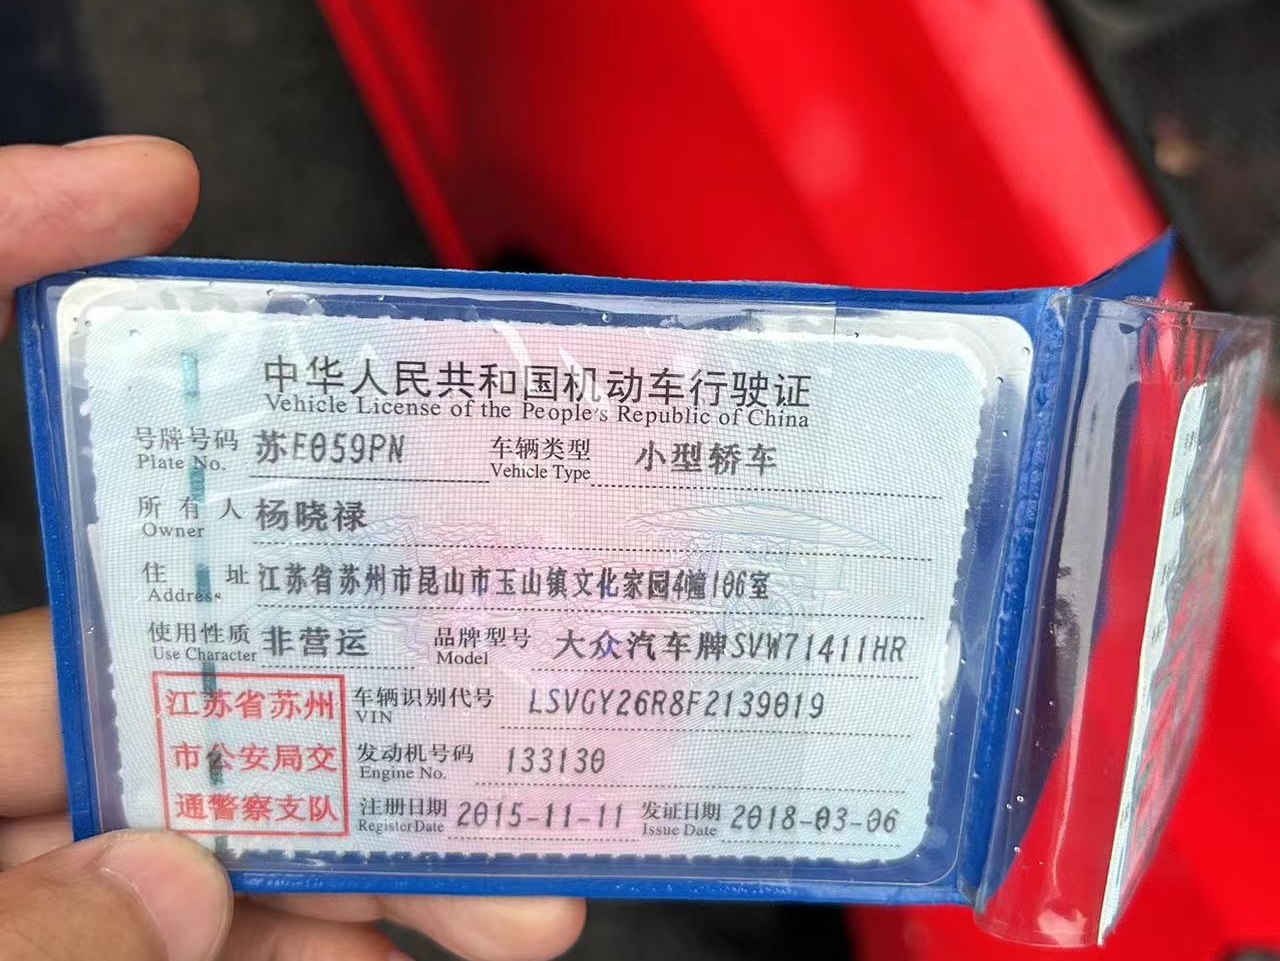 中华人民共和国机动车行驶证
Vehicle License of the People's Republic of China
号牌号码 苏E059PN 车辆类型 小型轿车
Plate No. Vehicle Type
所有人 杨晓禄
Owner
住址 江苏省苏州市昆山市玉山镇文化家园4幢106室
Address
使用性质 非营运 品牌型号 大众汽车牌SVW71411HR
Use Character Model
江苏省苏州
市公安局交
通警察支队
车辆识别代号 LSVGY26R8F2139019
VIN
发动机号码 133130
Engine No.
注册日期 2015-11-11 发证日期 2018-03-06
Register Date Issue Date